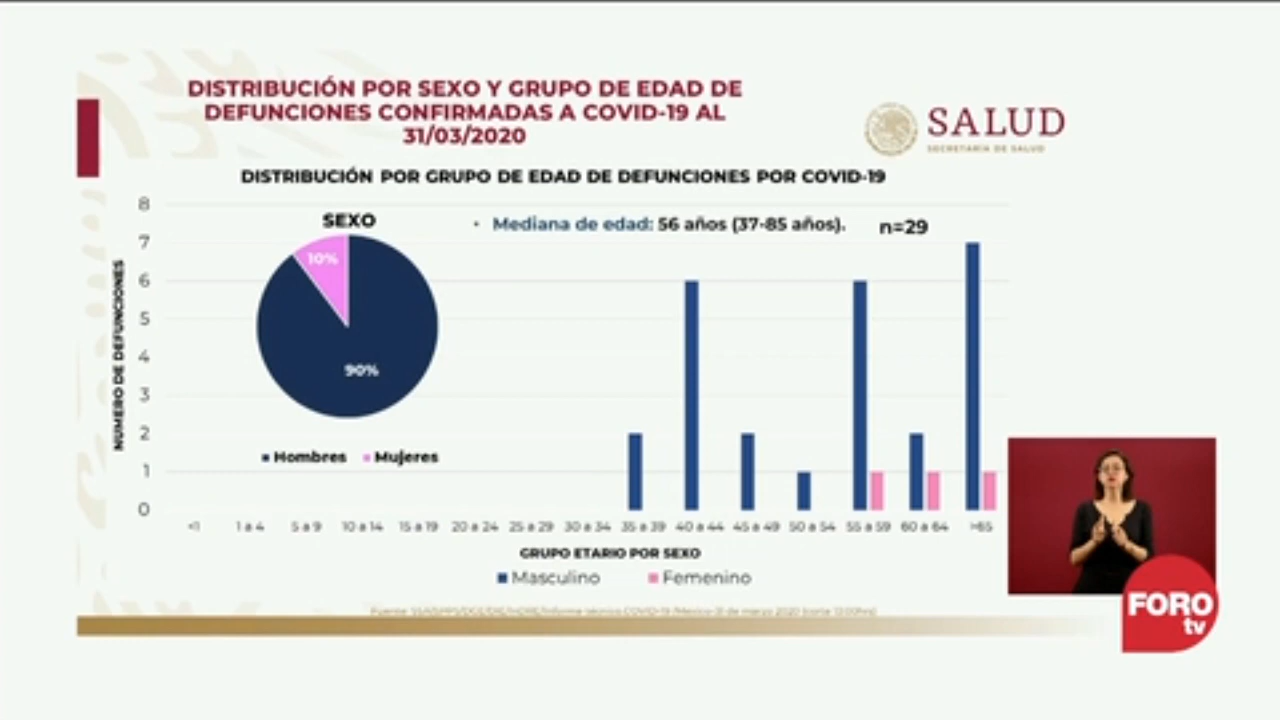 DISTRIBUCIÓN POR SEXO Y GRUPO DE EDAD DE
DEFUNCIONES CONFIRMADAS A COVID-19 AL
31/03/2020
SALUD
SECRETARÍA DE SALUD
DISTRIBUCIÓN POR GRUPO DE EDAD DE DEFUNCIONES POR COVID-19
SEXO
• Mediana de edad: 56 años (37-85 años).
n=29
10%
90%
Hombres Mujeres
NUMERO DE DEFUNCIONES
8
7
6
5
4
3
2
1
0
<1 1 a 4 5 a 9 10 a 14 15 a 19 20 a 24 25 a 29 30 a 34 35 a 39 40 a 44 45 a 49 50 a 54 55 a 59 60 a 64 >65
GRUPO ETARIO POR SEXO
Masculino Femenino
FORO
tv